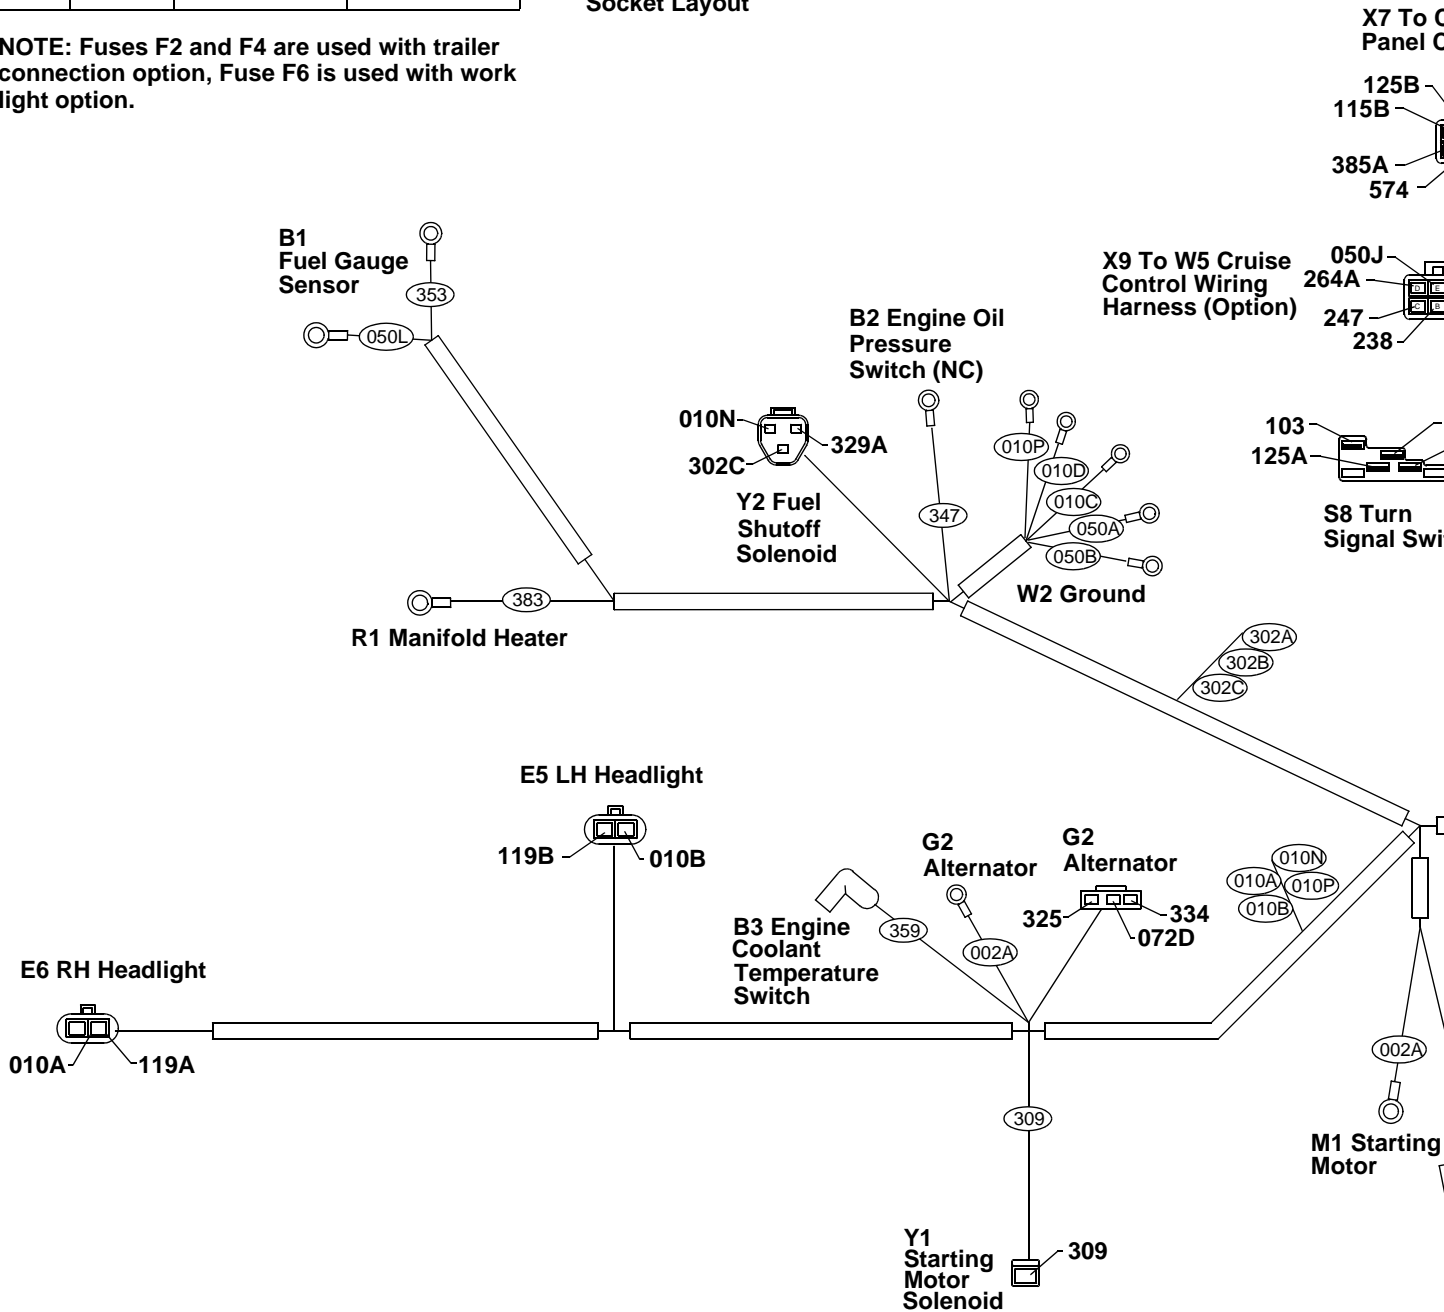 Socket Layout
X7 To C
Panel C
NOTE: Fuses F2 and F4 are used with trailer
connection option, Fuse F6 is used with work
light option.
125B
115B
385A
574
B1
Fuel Gauge
Sensor
353
050L
X9 To W5 Cruise
Control Wiring
Harness (Option)
050J
264A
247
238
D E
C B
B2 Engine Oil
Pressure
Switch (NC)
010N
302C
329A
Y2 Fuel
Shutoff
Solenoid
347
010P
010D
010C
050A
050B
W2 Ground
103
125A
S8 Turn
Signal Swi
383
R1 Manifold Heater
302A
302B
302C
E5 LH Headlight
119B
010B
G2
Alternator
G2
Alternator
325
334
072D
010N
010A
010P
010B
B3 Engine
Coolant
Temperature
Switch
359
002A
E6 RH Headlight
010A
119A
002A
M1 Starting
Motor
309
Y1
Starting
Motor
Solenoid
309